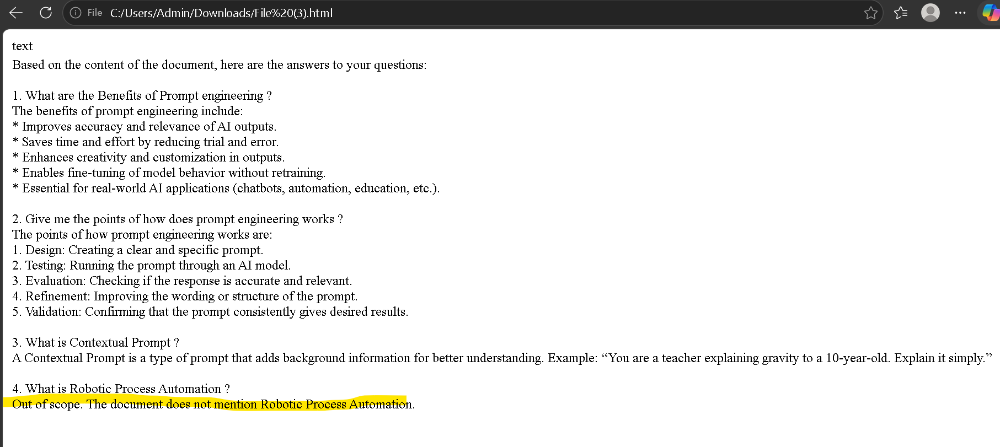 File C:/Users/Admin/Downloads/File%20(3).html
text
Based on the content of the document, here are the answers to your questions:
1. What are the Benefits of Prompt engineering ?
The benefits of prompt engineering include:
* Improves accuracy and relevance of AI outputs.
* Saves time and effort by reducing trial and error.
* Enhances creativity and customization in outputs.
* Enables fine-tuning of model behavior without retraining.
* Essential for real-world AI applications (chatbots, automation, education, etc.).
2. Give me the points of how does prompt engineering works ?
The points of how prompt engineering works are:
1. Design: Creating a clear and specific prompt.
2. Testing: Running the prompt through an AI model.
3. Evaluation: Checking if the response is accurate and relevant.
4. Refinement: Improving the wording or structure of the prompt.
5. Validation: Confirming that the prompt consistently gives desired results.
3. What is Contextual Prompt ?
A Contextual Prompt is a type of prompt that adds background information for better understanding. Example: “You are a teacher explaining gravity to a 10-year-old. Explain it simply.”
4. What is Robotic Process Automation ?
Out of scope. The document does not mention Robotic Process Automation.